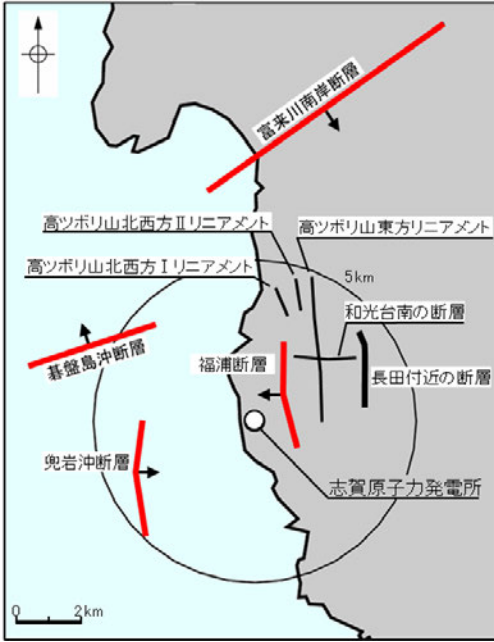 富来川南岸断層
高ツボリ山北西方Ⅱリニアメント
高ツボリ山東方リニアメント
高ツボリ山北西方Ⅰリニアメント
5km
和光台南の断層
碁盤島沖断層
福浦断層
長田付近の断層
兜岩沖断層
志賀原子力発電所
0 2km